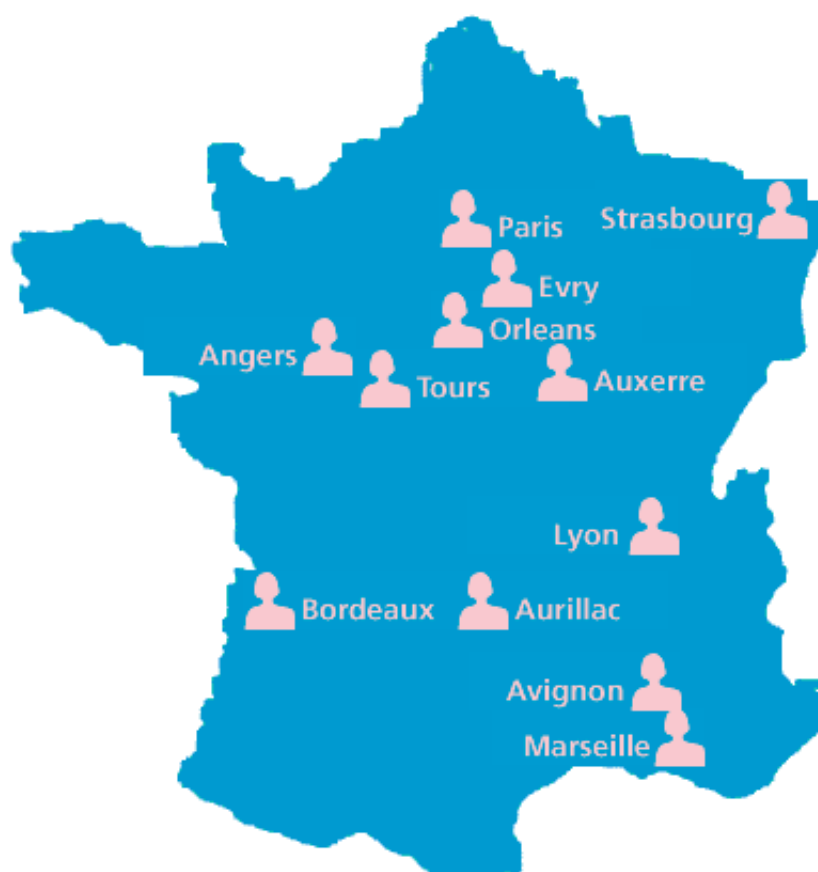 Paris
Strasbourg
Evry
Orleans
Angers
Tours
Auxerre
Lyon
Bordeaux
Aurillac
Avignon
Marseille